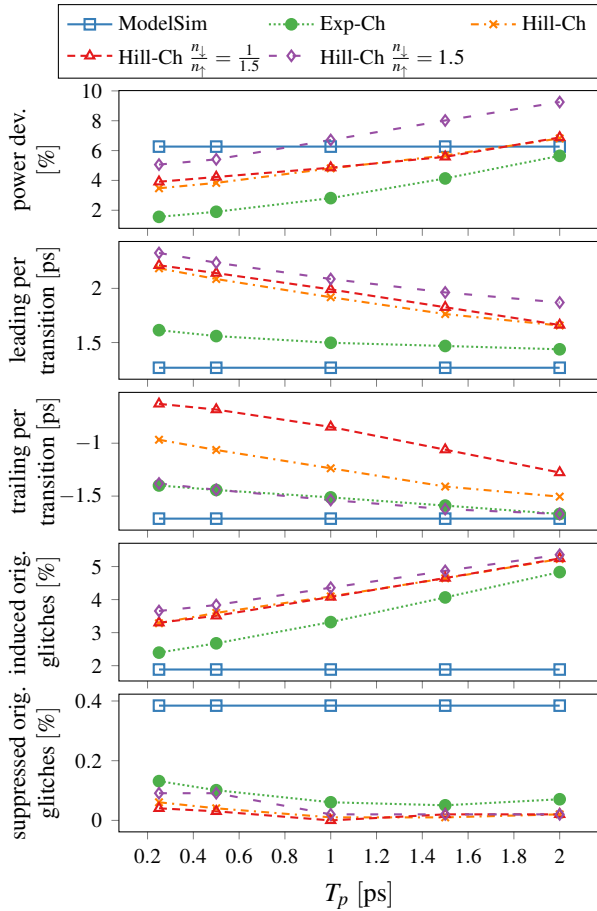 ModelSim Exp-Ch Hill-Ch
Hill-Ch n↓/n↑ = 1/1.5 Hill-Ch n↓/n↑ = 1.5
power dev.
[%]
10
8
6
4
2
leading per
transition [ps]
2
1.5
trailing per
transition [ps]
−1
−1.5
induced orig.
glitches [%]
5
4
3
2
suppressed orig.
glitches [%]
0.4
0.2
0
0.2 0.4 0.6 0.8 1 1.2 1.4 1.6 1.8 2
T_p [ps]